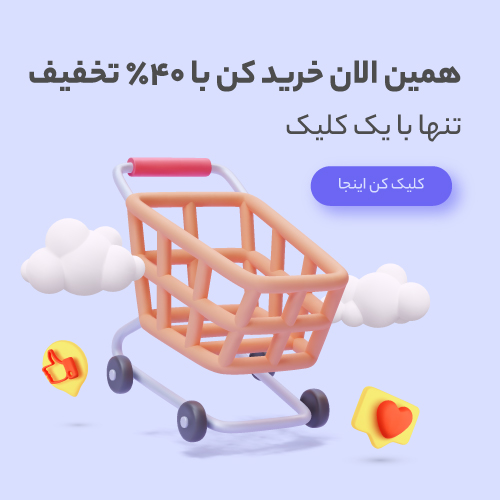 همین الان خرید کن با ۴۰٪ تخفیف
تنها با یک کلیک
کلیک کن اینجا